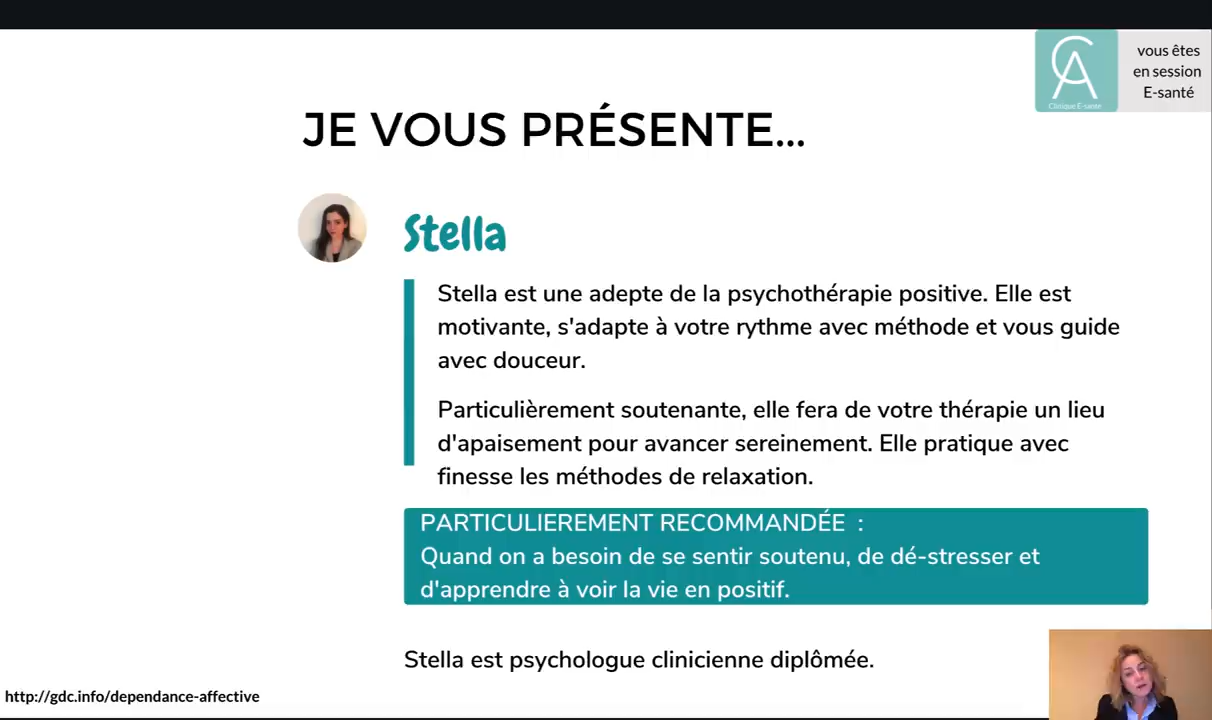 vous êtes
en session
E-santé
CA
Clinique E-santé
JE VOUS PRÉSENTE...
Stella
Stella est une adepte de la psychothérapie positive. Elle est
motivante, s'adapte à votre rythme avec méthode et vous guide
avec douceur.
Particulièrement soutenante, elle fera de votre thérapie un lieu
d'apaisement pour avancer sereinement. Elle pratique avec
finesse les méthodes de relaxation.
PARTICULIEREMENT RECOMMANDÉE :
Quand on a besoin de se sentir soutenu, de dé-stresser et
d'apprendre à voir la vie en positif.
Stella est psychologue clinicienne diplômée.
http://gdc.info/dependance-affective